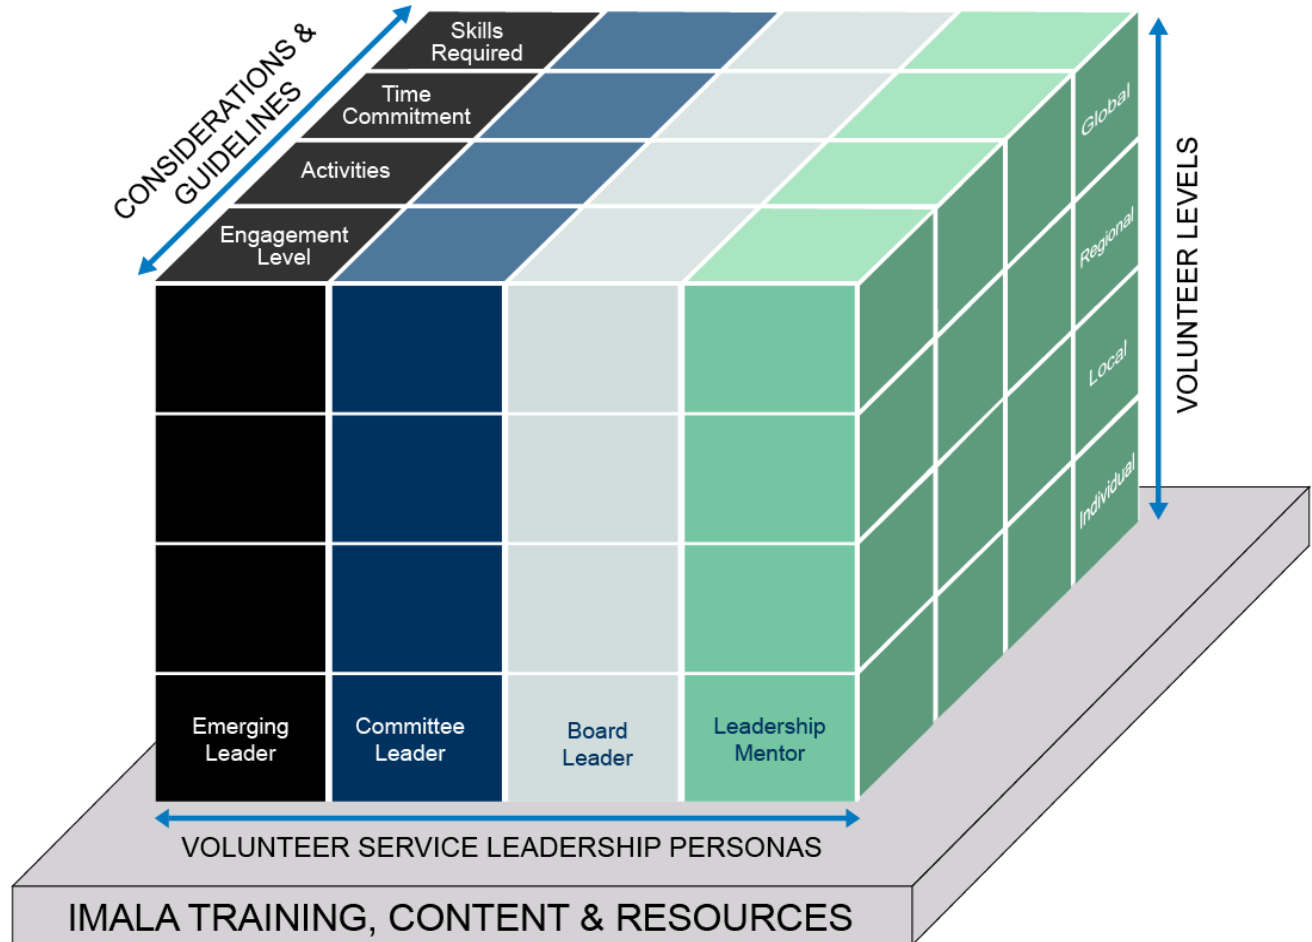 CONSIDERATIONS &
GUIDELINES
Skills
Required
Time
Commitment
Activities
Engagement
Level
Global
Regional
Local
Individual
VOLUNTEER LEVELS
Emerging
Leader
Committee
Leader
Board
Leader
Leadership
Mentor
VOLUNTEER SERVICE LEADERSHIP PERSONAS
IMALA TRAINING, CONTENT & RESOURCES